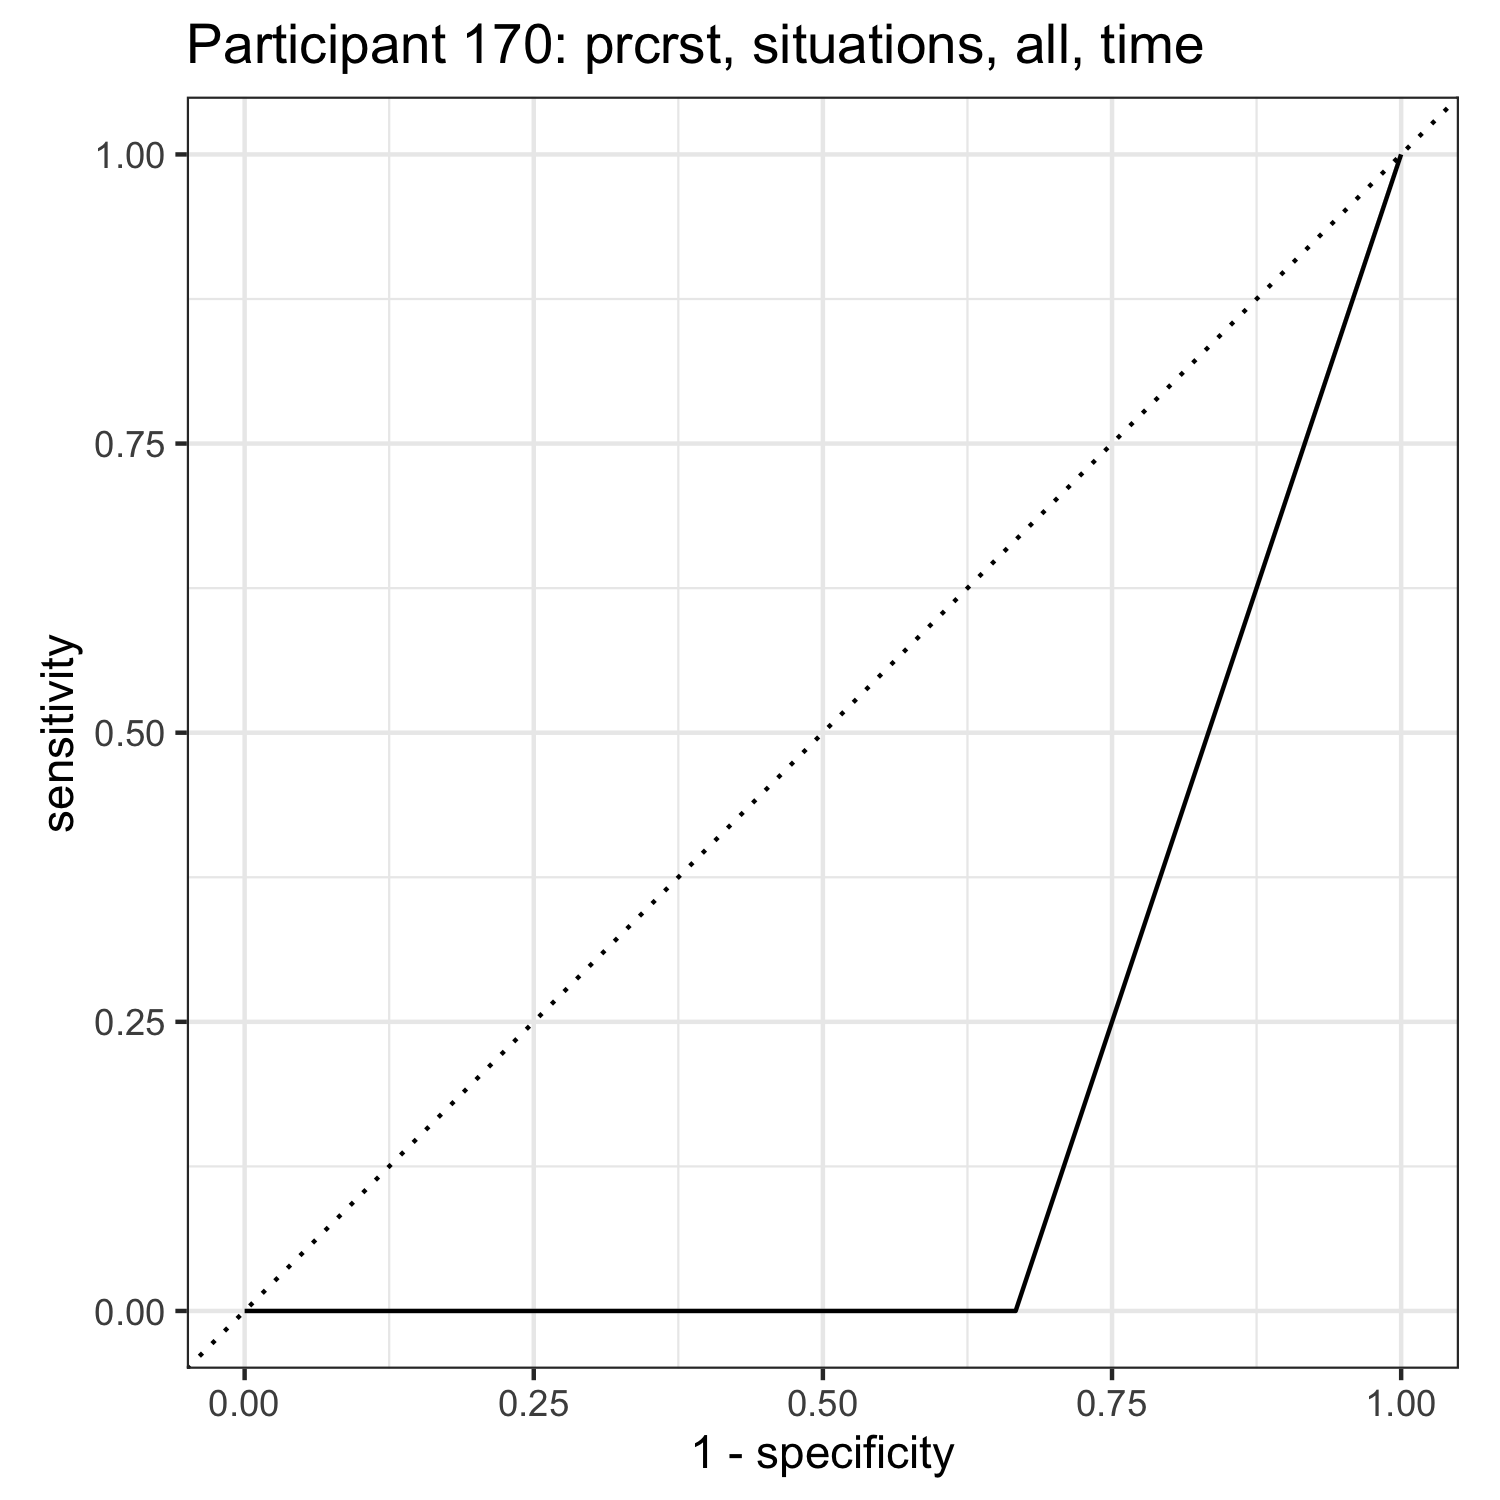 Participant 170: prcrst, situations, all, time
1.00
0.75
0.50
0.25
0.00
sensitivity
0.00 0.25 0.50 0.75 1.00
1 - specificity